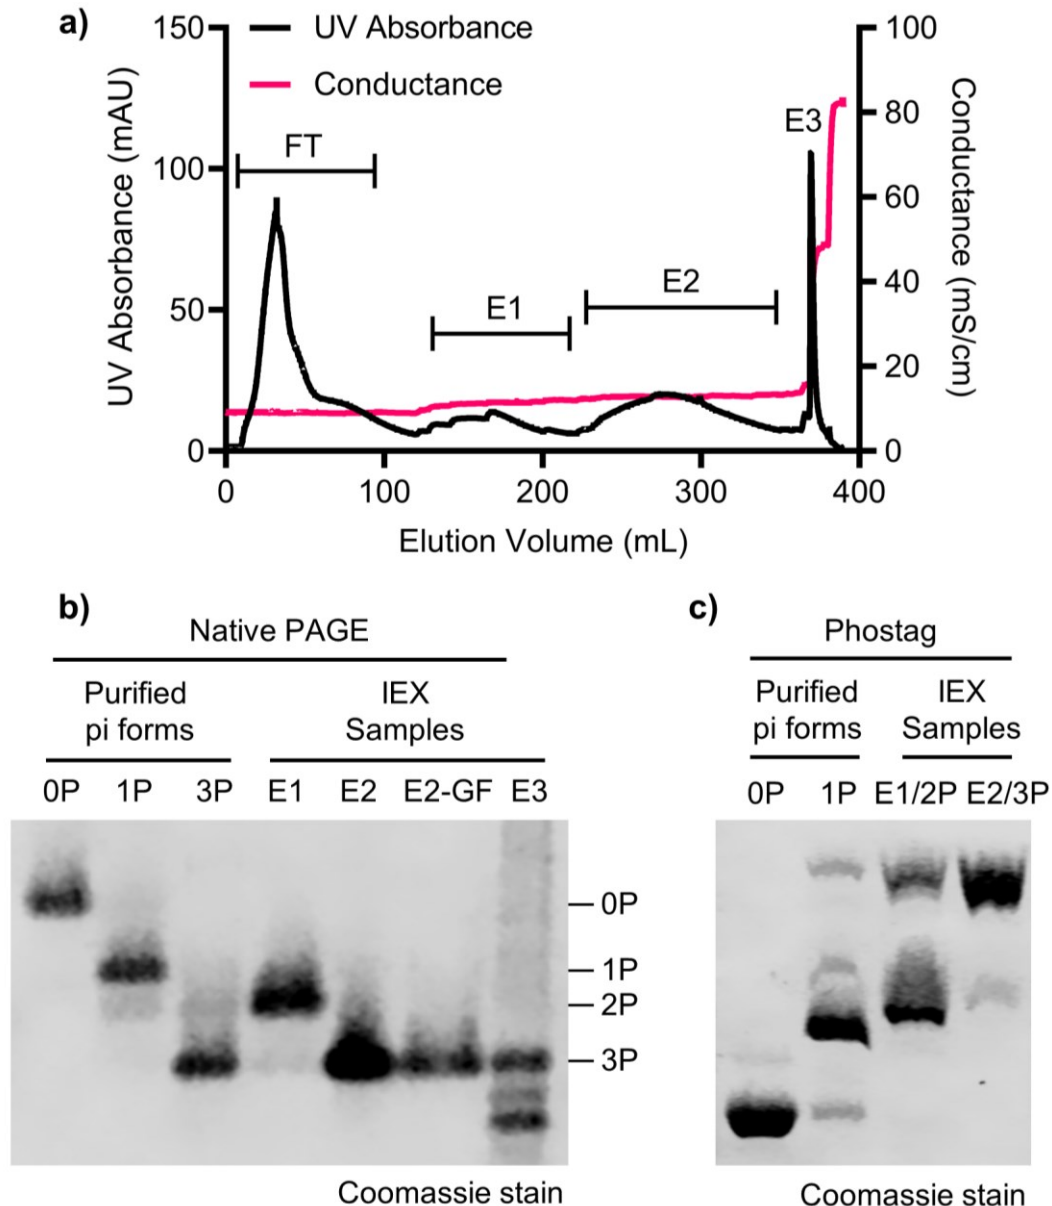 a)
150
100
UV Absorbance
Conductance
80
E3
FT
100
60
UV Absorbance (mAU)
Conductance (mS/cm)
E2
40
E1
50
20
0
0
0
100
200
300
400
Elution Volume (mL)
b)
c)
Native PAGE
Phostag
Purified
pi forms
IEX
Samples
Purified
pi forms
IEX
Samples
0P 1P 3P E1 E2 E2-GF E3
0P 1P E1/2P E2/3P
0P
1P
2P
3P
Coomassie stain
Coomassie stain